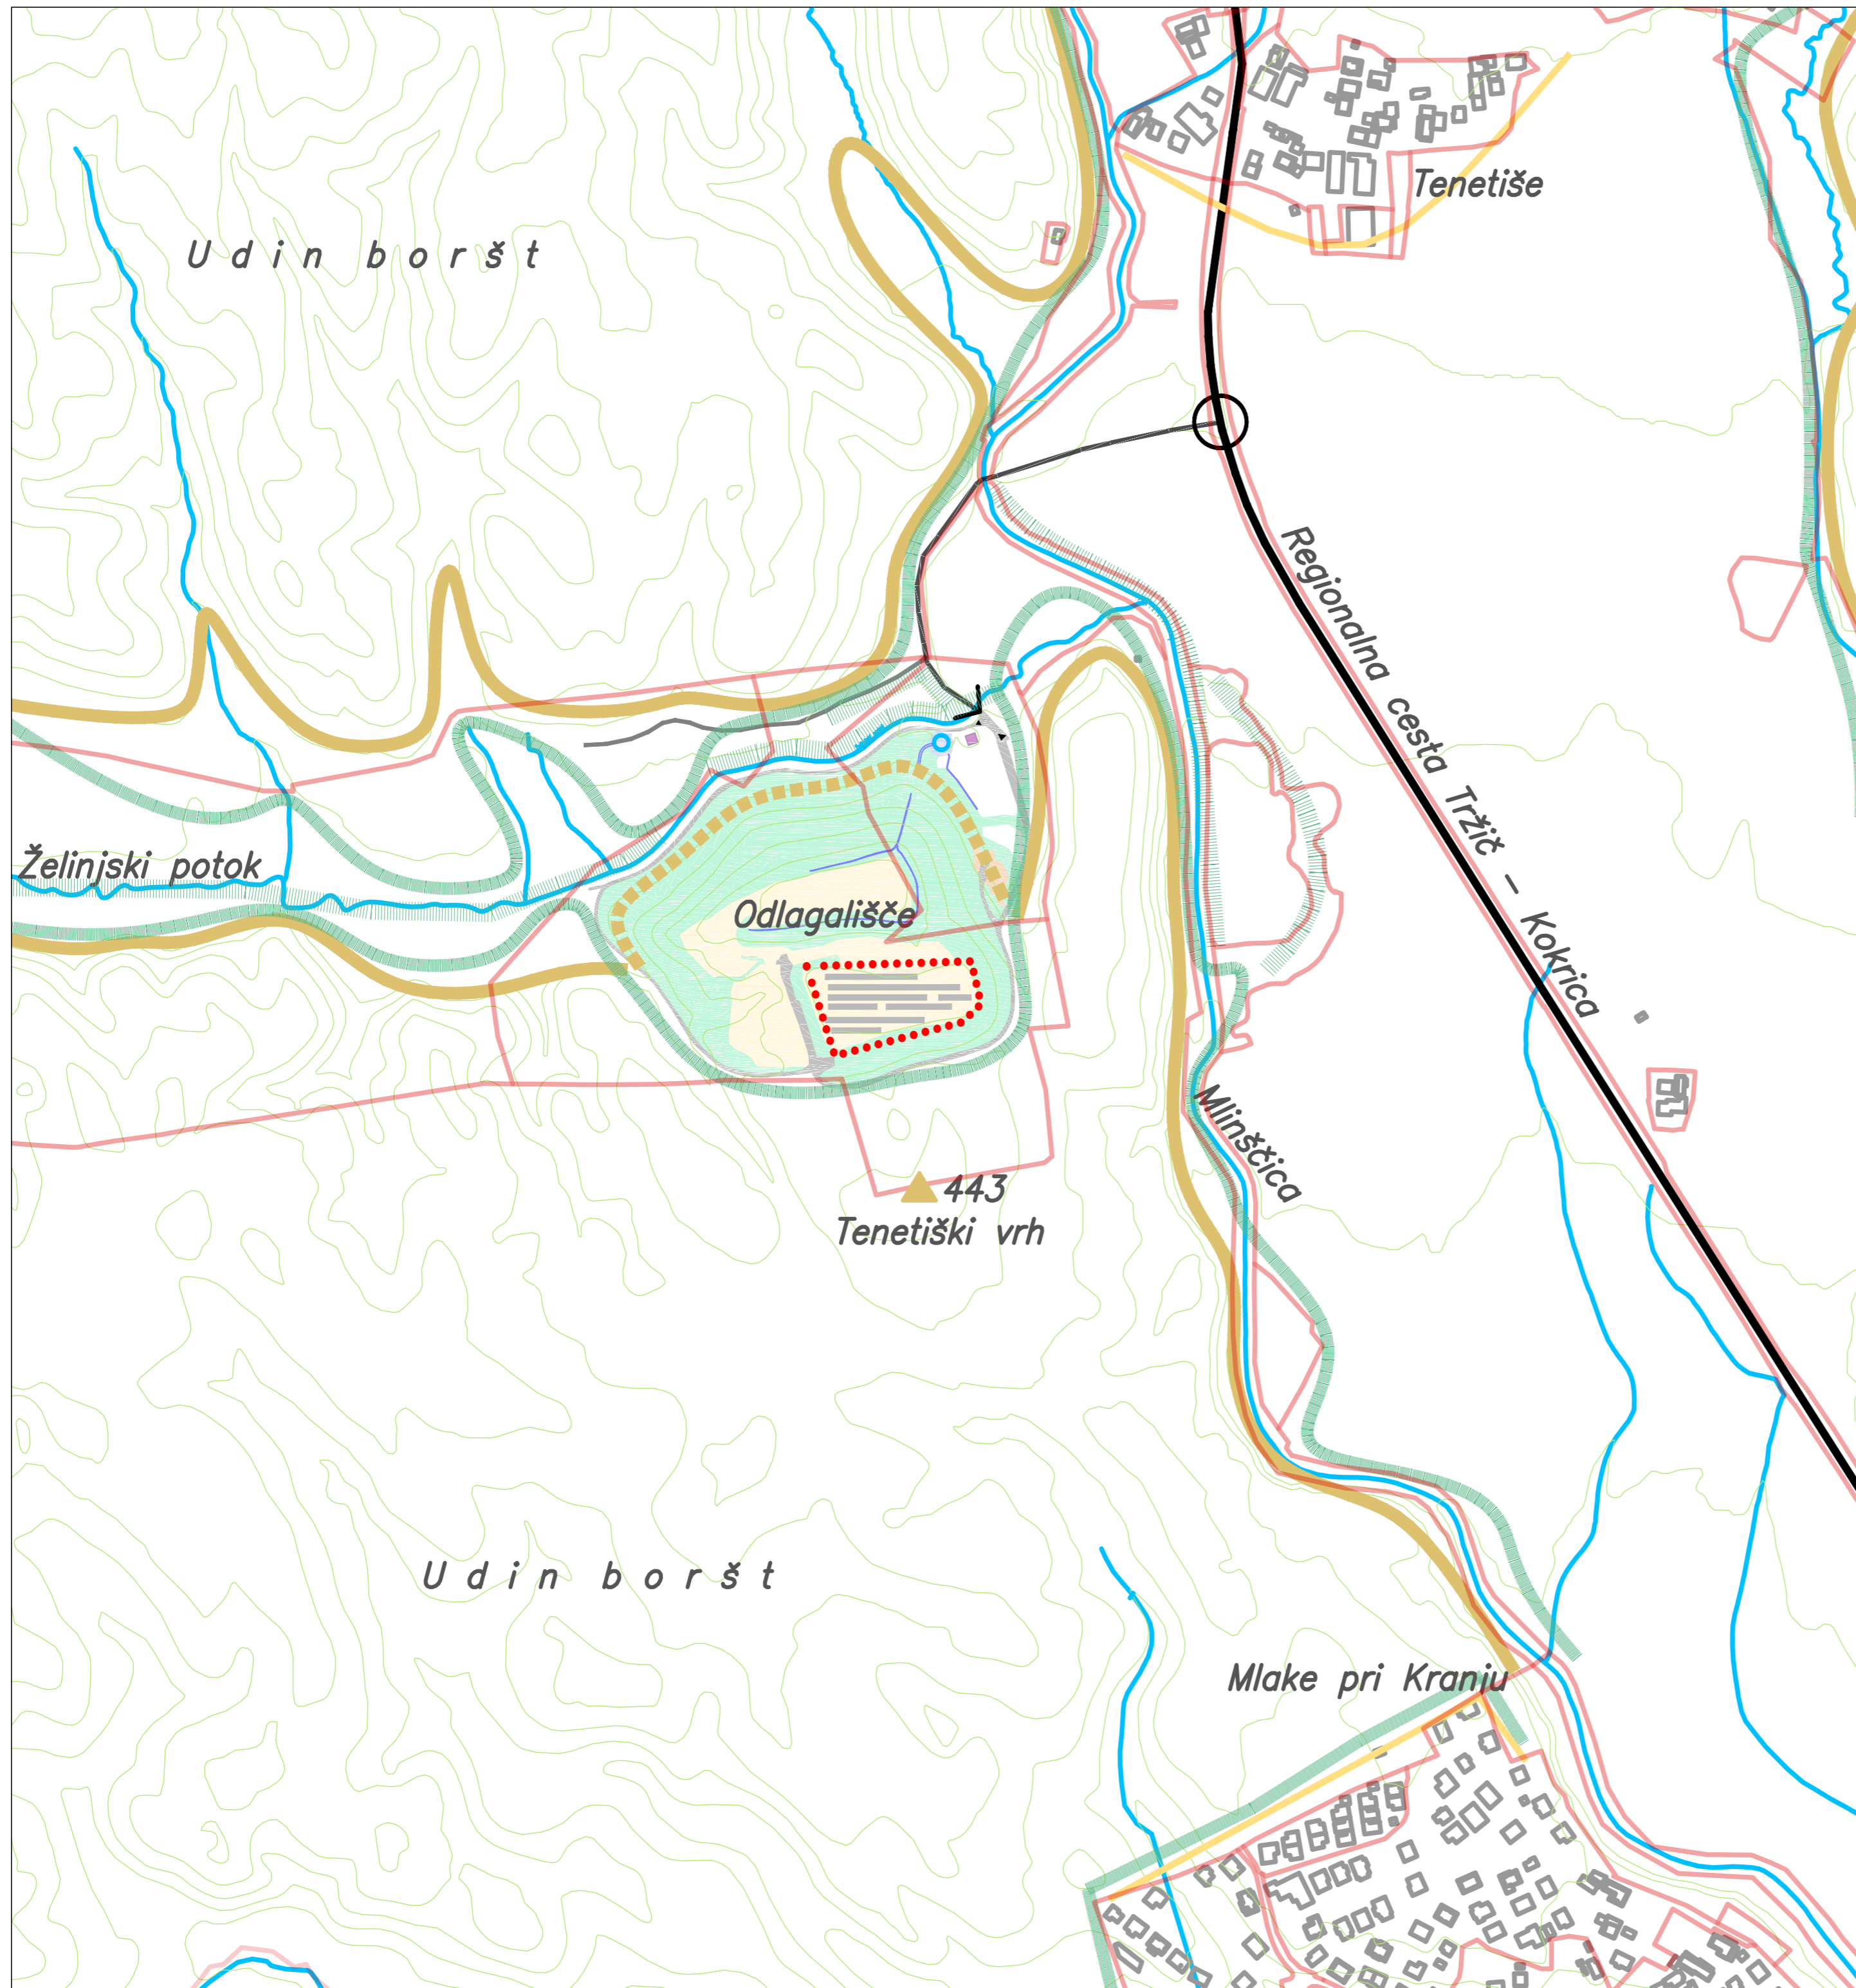 Tenetiše
Udin boršt
Regionalna cesta Tržič – Kokrica
Želinjski potok
Odlagališče
Mlinščica
443
Tenetiški vrh
Udin boršt
Mlake pri Kranju